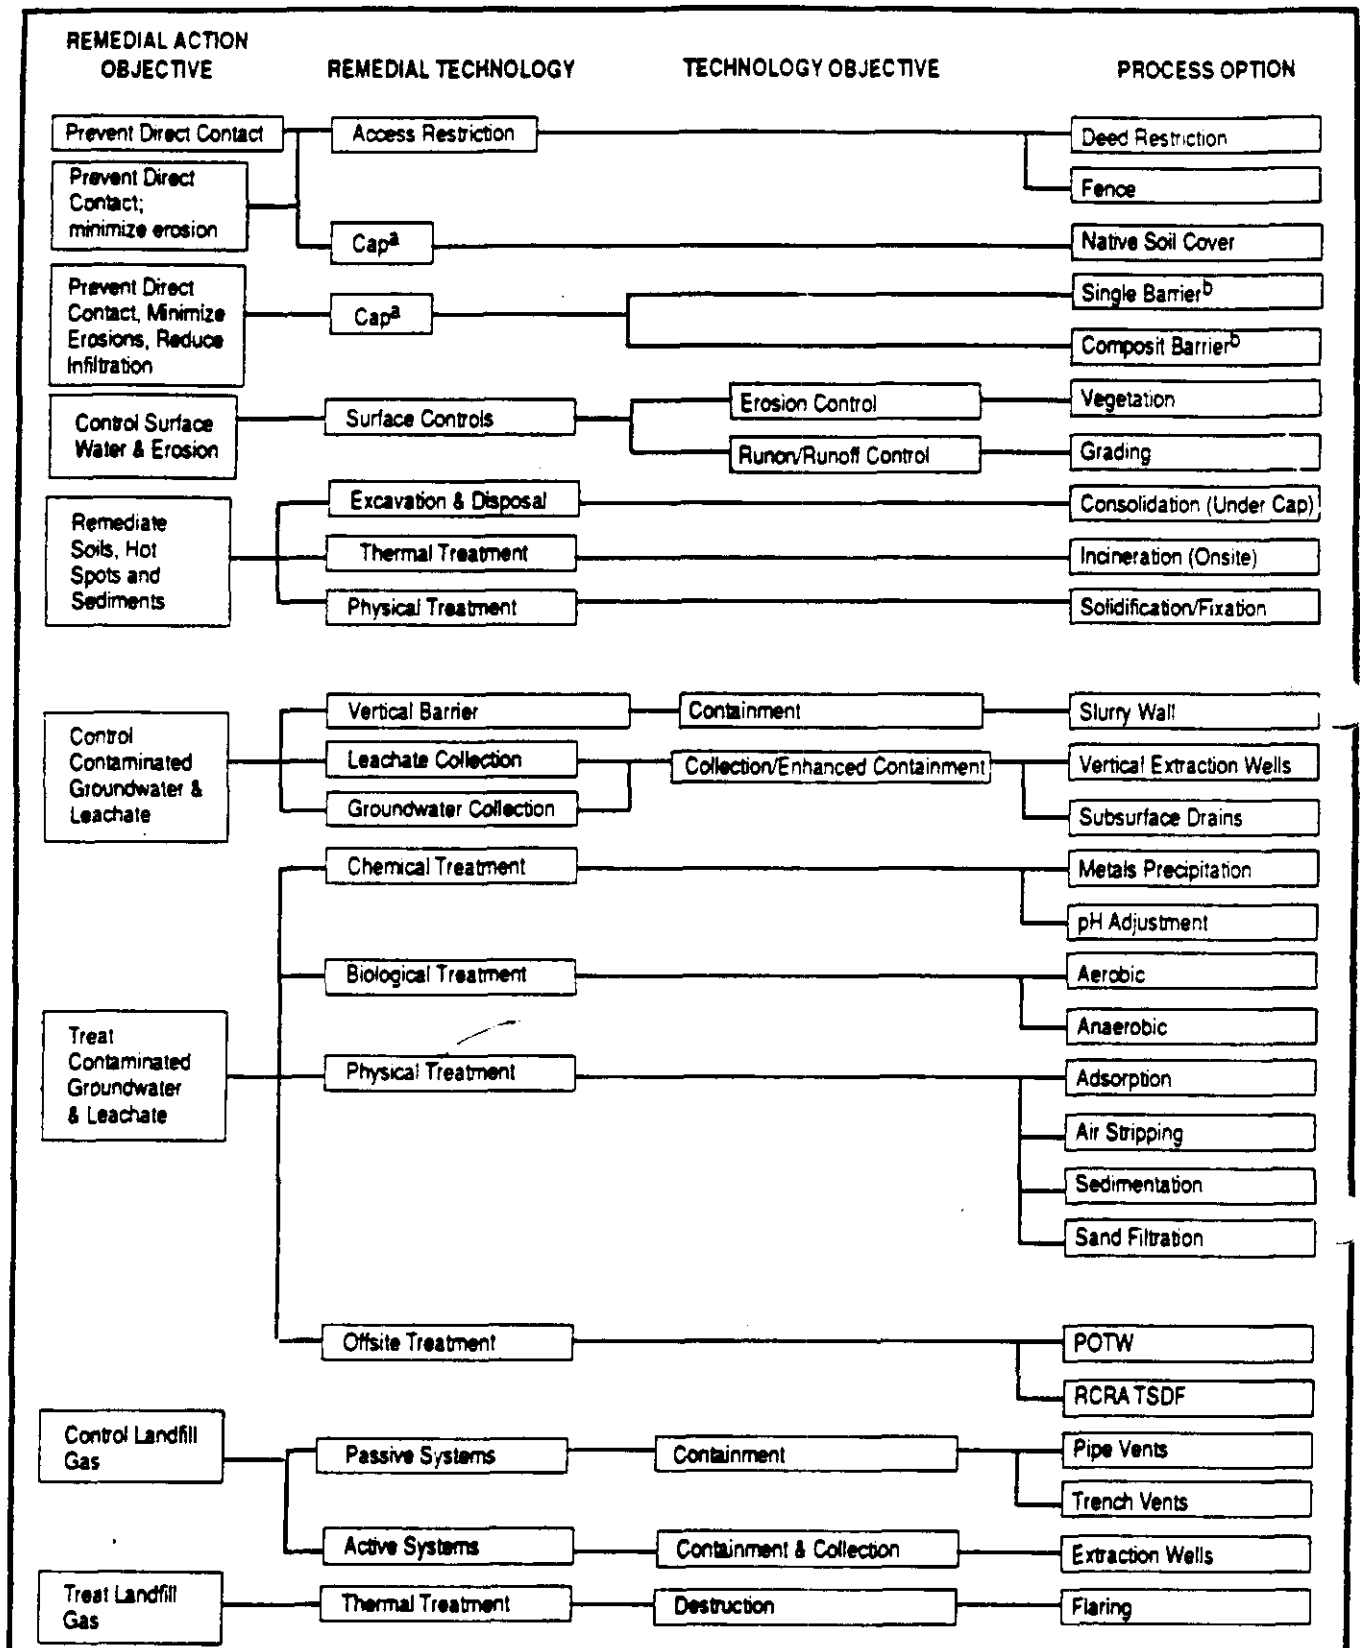 REMEDIAL ACTION
OBJECTIVE
REMEDIAL TECHNOLOGY
TECHNOLOGY OBJECTIVE
PROCESS OPTION
Prevent Direct Contact
Access Restriction
Deed Restriction
Prevent Direct
Contact;
minimize erosion
Fence
Capa
Native Soil Cover
Prevent Direct
Contact, Minimize
Erosions, Reduce
Infiltration
Capa
Single Barrierb
Composit Barrierb
Control Surface
Water & Erosion
Surface Controls
Erosion Control
Vegetation
Runon/Runoff Control
Grading
Remediate
Soils, Hot
Spots and
Sediments
Excavation & Disposal
Consolidation (Under Cap)
Thermal Treatment
Incineration (Onsite)
Physical Treatment
Solidification/Fixation
Control
Contaminated
Groundwater &
Leachate
Vertical Barrier
Containment
Slurry Wall
Leachate Collection
Collection/Enhanced Containment
Vertical Extraction Wells
Groundwater Collection
Subsurface Drains
Treat
Contaminated
Groundwater
& Leachate
Chemical Treatment
Metals Precipitation
pH Adjustment
Biological Treatment
Aerobic
Anaerobic
Physical Treatment
Adsorption
Air Stripping
Sedimentation
Sand Filtration
Offsite Treatment
POTW
RCRA TSDF
Control Landfill
Gas
Passive Systems
Containment
Pipe Vents
Trench Vents
Active Systems
Containment & Collection
Extraction Wells
Treat Landfill
Gas
Thermal Treatment
Destruction
Flaring